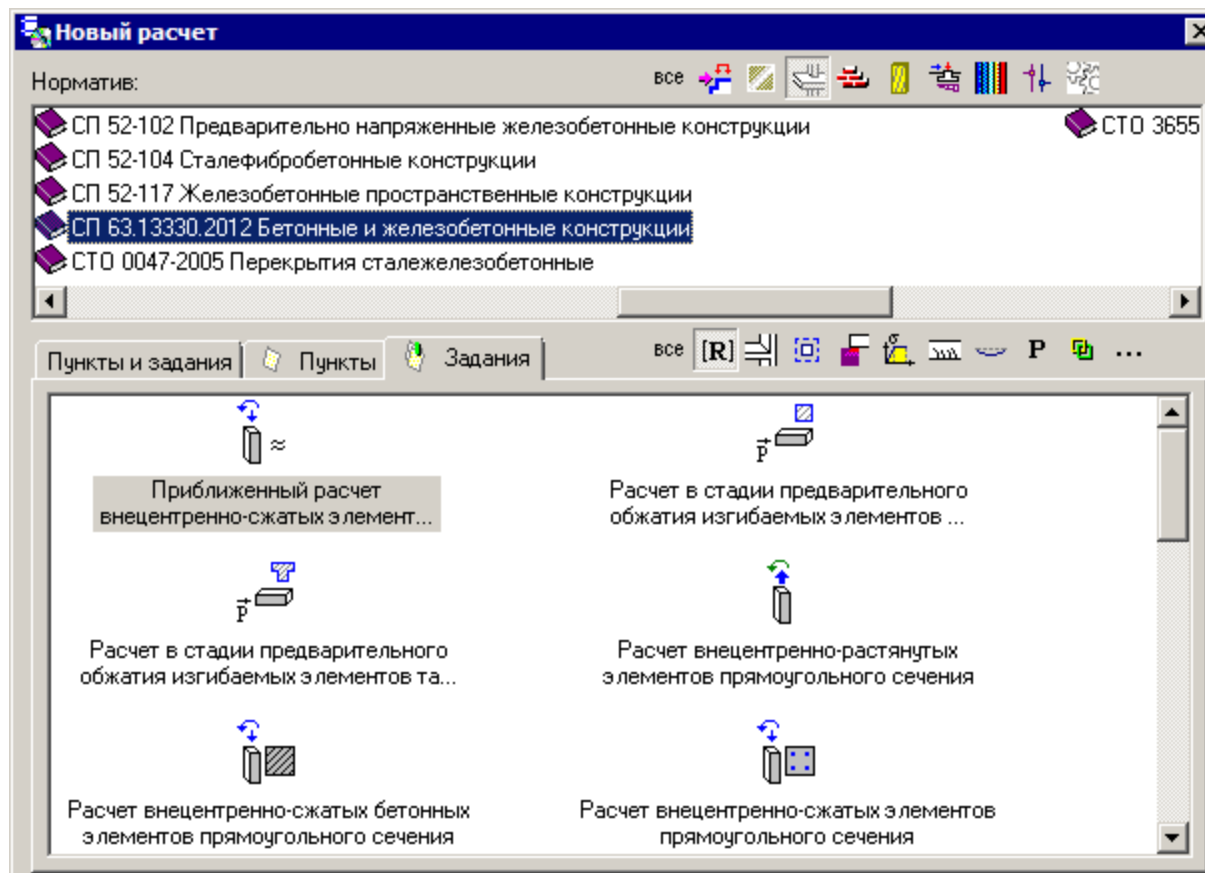 Новый расчет
Норматив:
все
СП 52-102 Предварительно напряженные железобетонные конструкции
СТО 3655
СП 52-104 Сталефибробетонные конструкции
СП 52-117 Железобетонные пространственные конструкции
СП 63.13330.2012 Бетонные и железобетонные конструкции
СТО 0047-2005 Перекрытия сталежелезобетонные
Пункты и задания
Пункты
Задания
все [R] P ...
Приближенный расчет
внецентренно-сжатых элемент...
Расчет в стадии предварительного
обжатия изгибаемых элементов ...
Расчет в стадии предварительного
обжатия изгибаемых элементов та...
Расчет внецентренно-растянутых
элементов прямоугольного сечения
Расчет внецентренно-сжатых бетонных
элементов прямоугольного сечения
Расчет внецентренно-сжатых элементов
прямоугольного сечения